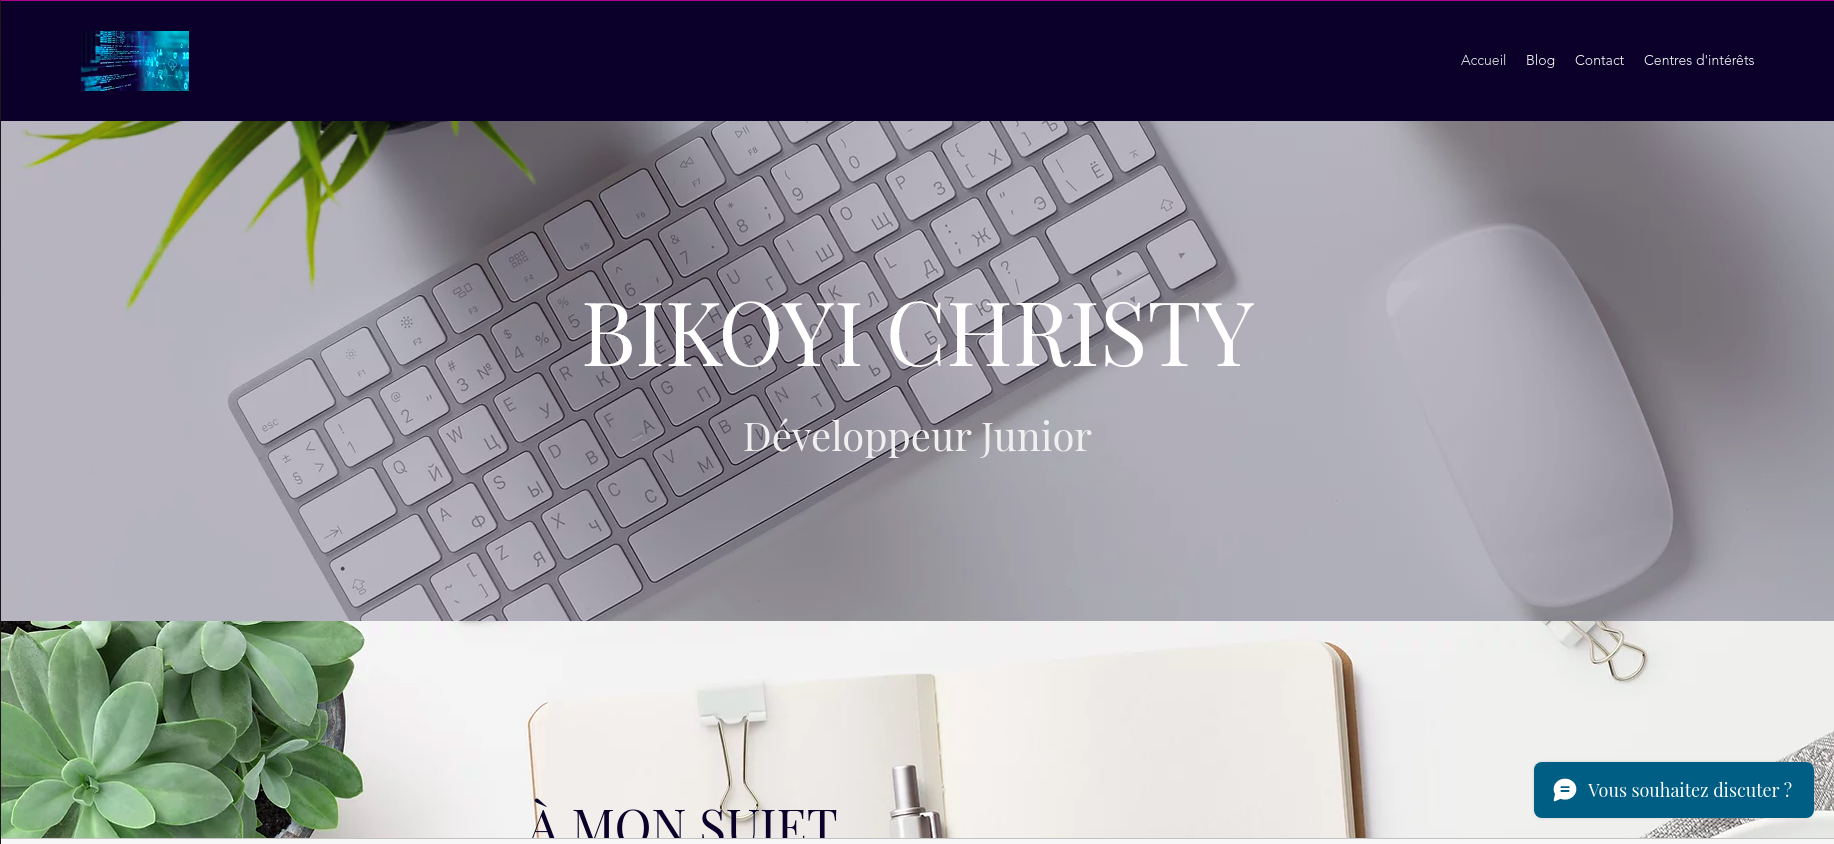 Accueil Blog Contact Centres d'intérêts
BIKOYI CHRISTY
Développeur Junior
À MON SUJET
Vous souhaitez discuter ?